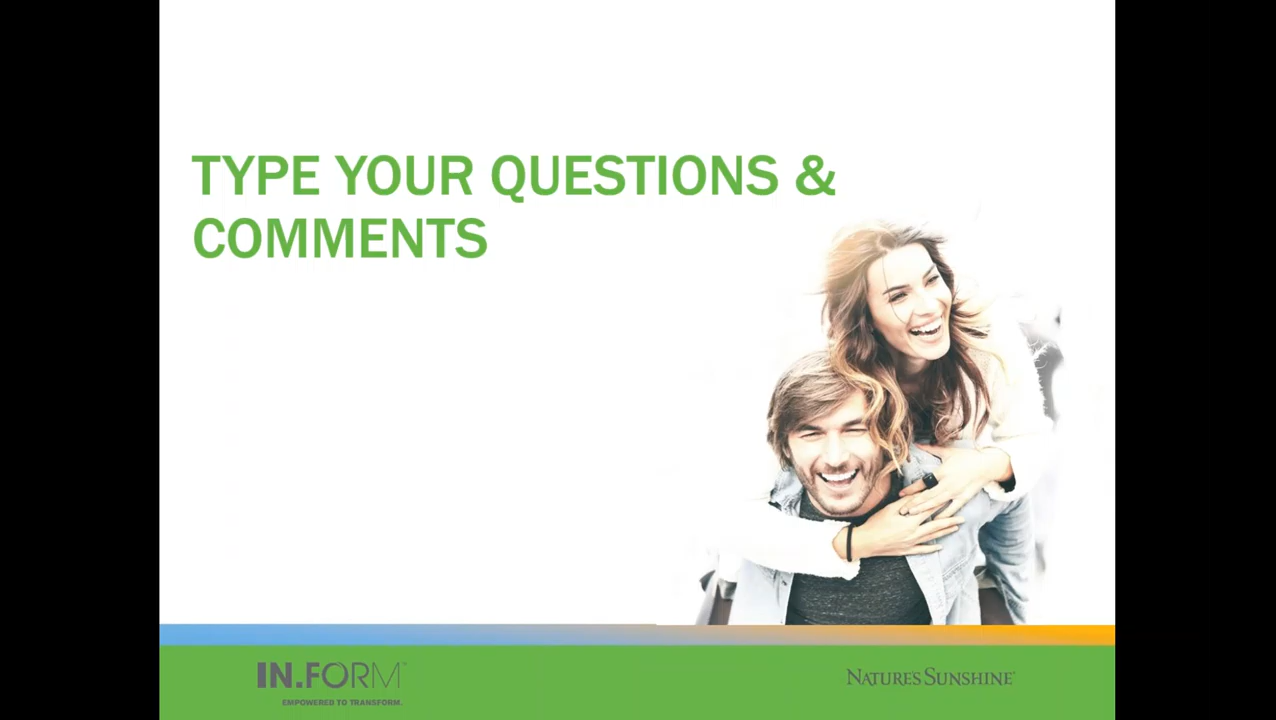 TYPE YOUR QUESTIONS &
COMMENTS
IN.FORM
EMPOWERED TO TRANSFORM.
NATURE'S SUNSHINE